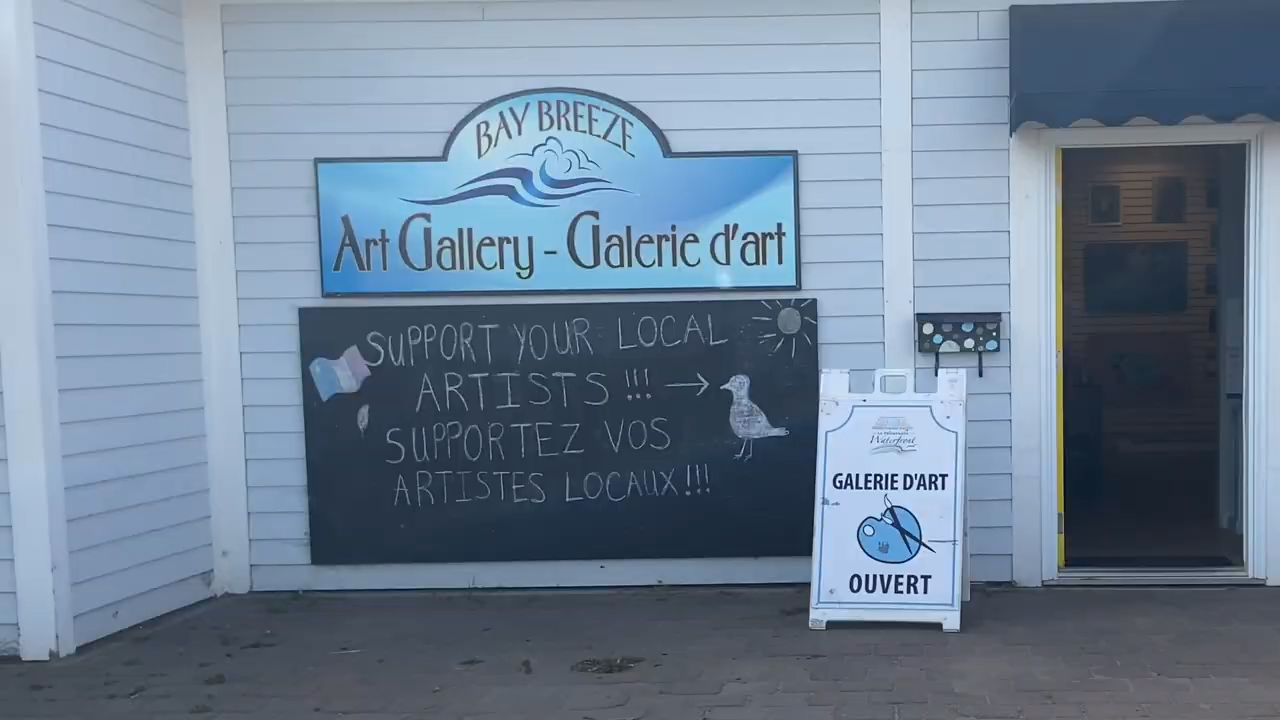 BAY BREEZE
Art Gallery - Galerie d'art
SUPPORT YOUR LOCAL
ARTISTS !!! →
SUPPORTEZ VOS
ARTISTES LOCAUX!!!
Waterfront
GALERIE D'ART
OUVERT